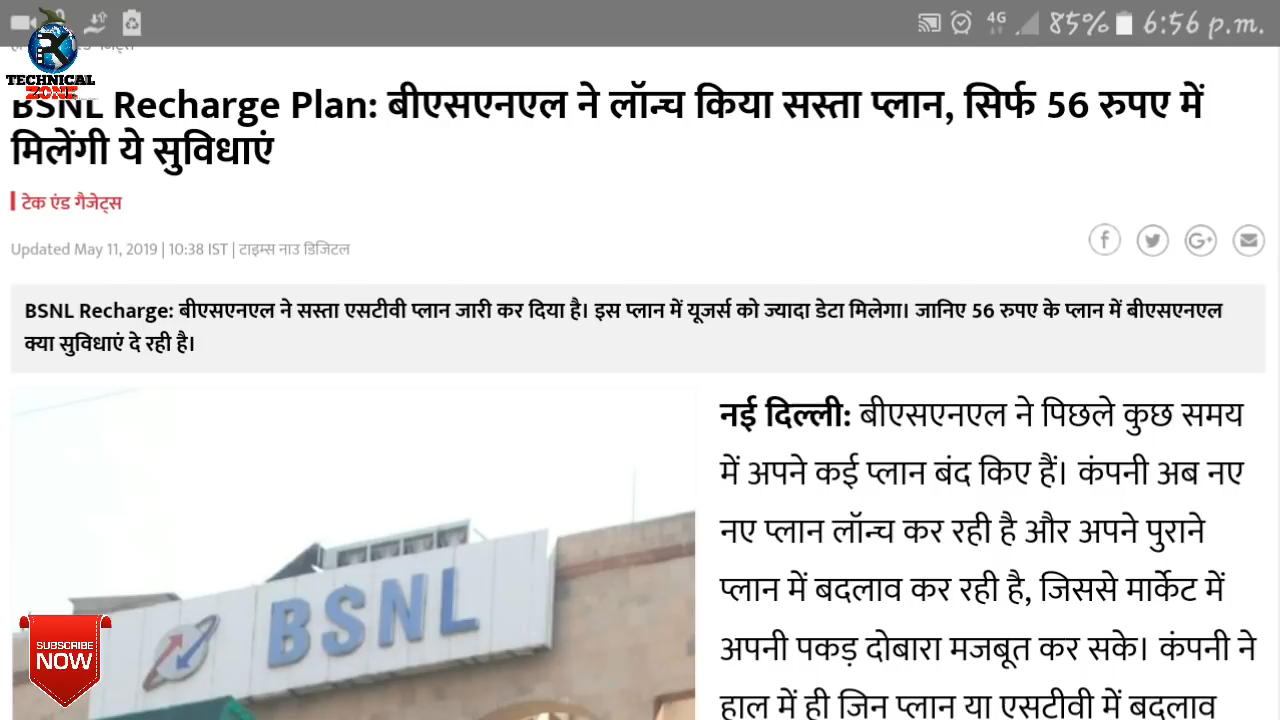 4G 85% 6:56 p.m.
TECHNICAL
ZONE
BSNL Recharge Plan: बीएसएनएल ने लॉन्च किया सस्ता प्लान, सिर्फ 56 रुपए में
मिलेंगी ये सुविधाएं
टेक एंड गैजेट्स
Updated May 11, 2019 | 10:38 IST | टाइम्स नाउ डिजिटल
BSNL Recharge: बीएसएनएल ने सस्ता एसटीवी प्लान जारी कर दिया है। इस प्लान में यूजर्स को ज्यादा डेटा मिलेगा। जानिए 56 रुपए के प्लान में बीएसएनएल
क्या सुविधाएं दे रही है।
नई दिल्ली: बीएसएनएल ने पिछले कुछ समय
में अपने कई प्लान बंद किए हैं। कंपनी अब नए
नए प्लान लॉन्च कर रही है और अपने पुराने
प्लान में बदलाव कर रही है, जिससे मार्केट में
अपनी पकड़ दोबारा मजबूत कर सके। कंपनी ने
हाल में ही जिन प्लान या एसटीवी में बदलाव
BSNL
SUBSCRIBE
NOW